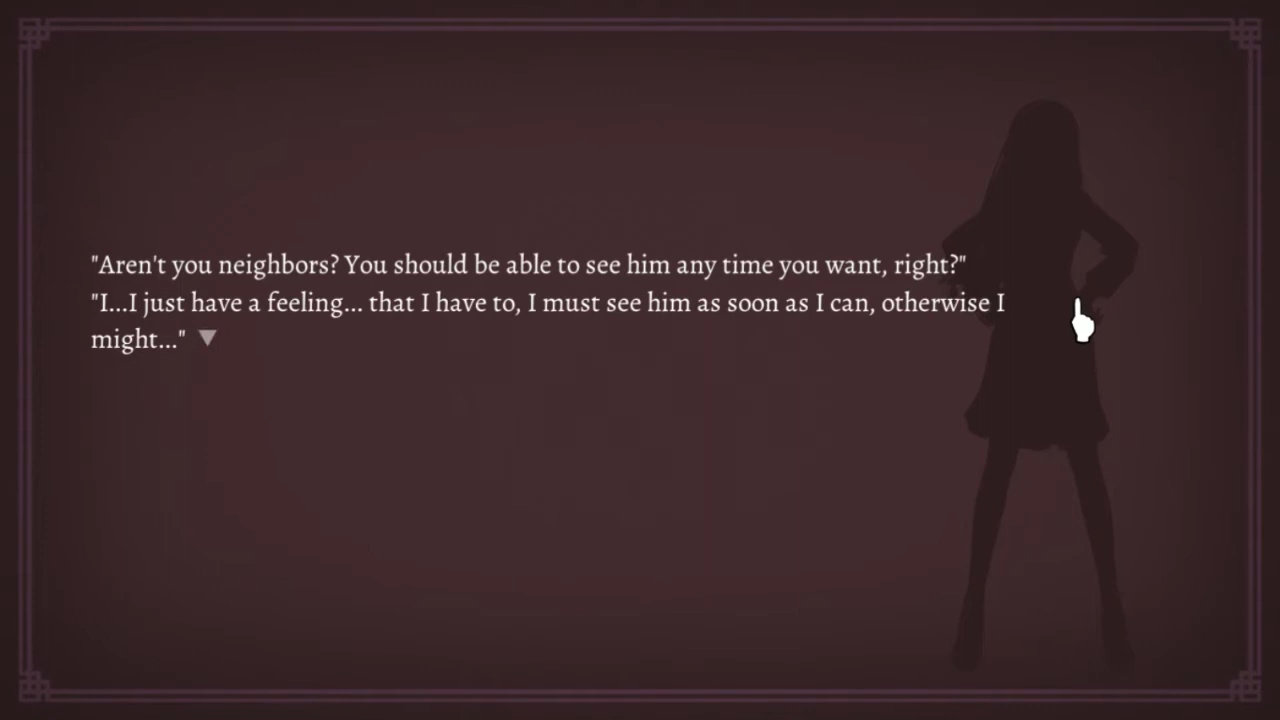 "Aren't you neighbors? You should be able to see him any time you want, right?"
"I...I just have a feeling... that I have to, I must see him as soon as I can, otherwise I
might..."